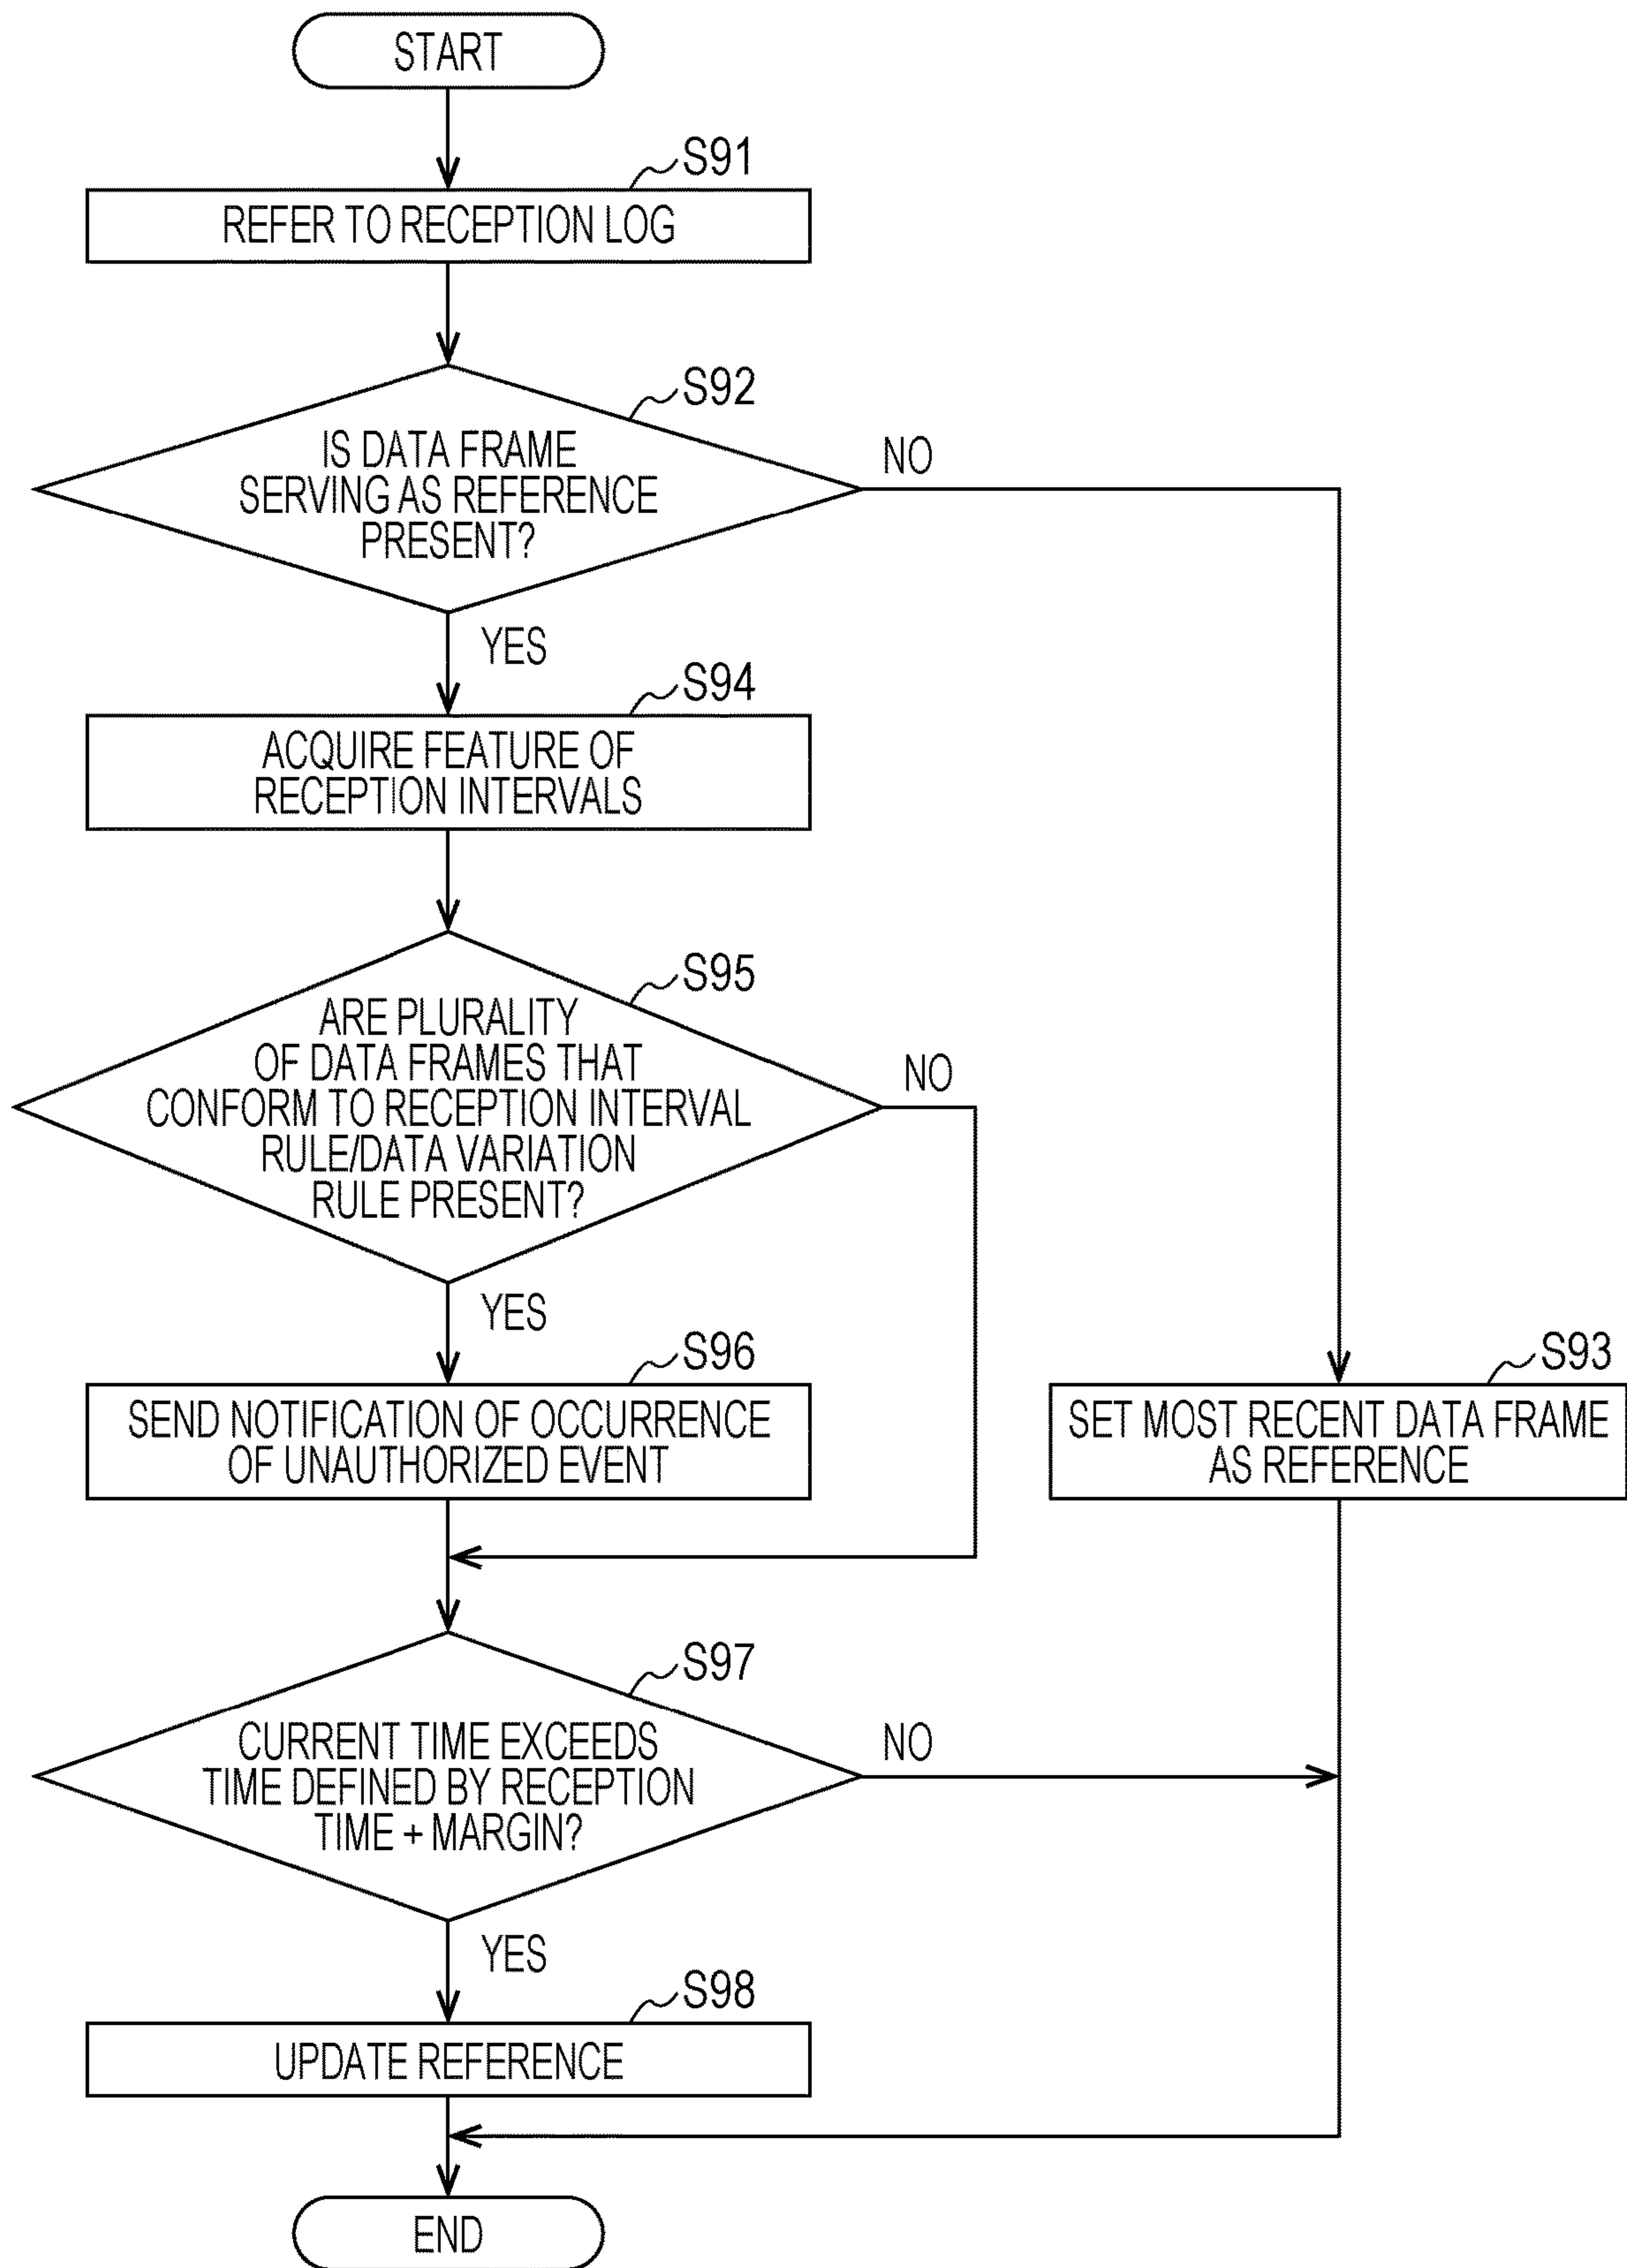 START
S91
REFER TO RECEPTION LOG
S92
IS DATA FRAME
SERVING AS REFERENCE
PRESENT?
NO
YES
S94
ACQUIRE FEATURE OF
RECEPTION INTERVALS
S95
ARE PLURALITY
OF DATA FRAMES THAT
CONFORM TO RECEPTION INTERVAL
RULE/DATA VARIATION
RULE PRESENT?
NO
YES
S96
SEND NOTIFICATION OF OCCURRENCE
OF UNAUTHORIZED EVENT
S93
SET MOST RECENT DATA FRAME
AS REFERENCE
S97
CURRENT TIME EXCEEDS
TIME DEFINED BY RECEPTION
TIME + MARGIN?
NO
YES
S98
UPDATE REFERENCE
END